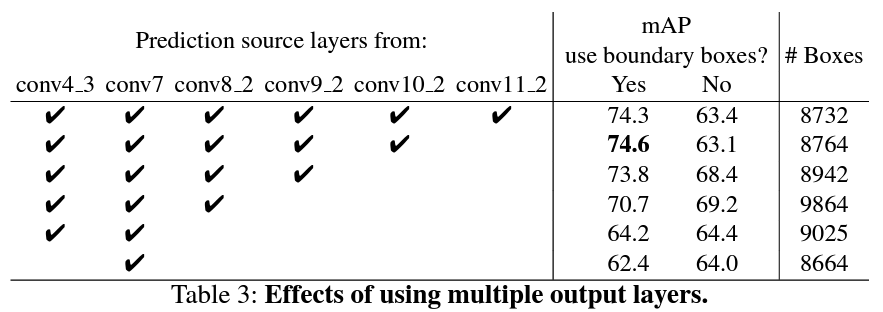 Prediction source layers from: mAP
use boundary boxes? # Boxes
conv4_3 conv7 conv8_2 conv9_2 conv10_2 conv11_2 Yes No
✔ ✔ ✔ ✔ ✔ ✔ 74.3 63.4 8732
✔ ✔ ✔ ✔ ✔ 74.6 63.1 8764
✔ ✔ ✔ ✔ 73.8 68.4 8942
✔ ✔ ✔ 70.7 69.2 9864
✔ ✔ 64.2 64.4 9025
✔ 62.4 64.0 8664
Table 3: Effects of using multiple output layers.